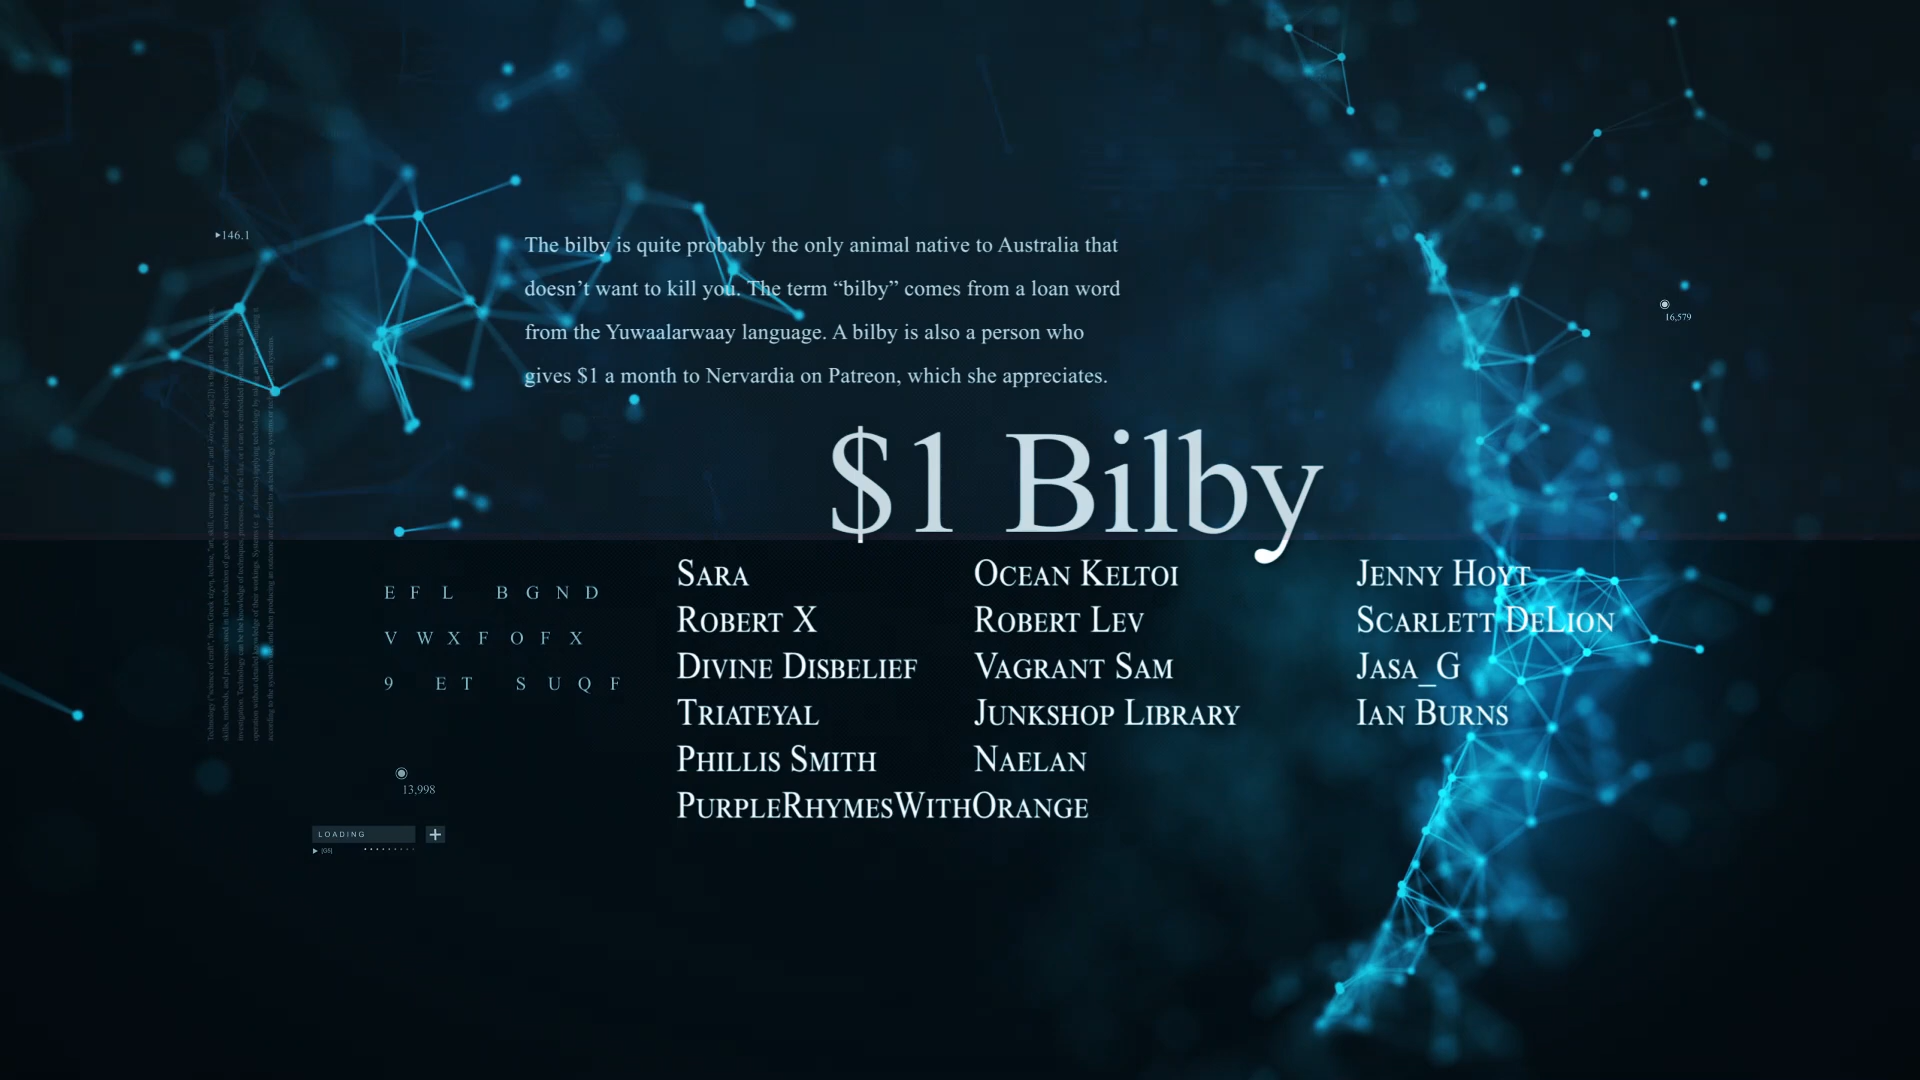 ▸146.1
The bilby is quite probably the only animal native to Australia that
doesn’t want to kill you. The term “bilby” comes from a loan word
from the Yuwaalarwaay language. A bilby is also a person who
gives $1 a month to Nervardia on Patreon, which she appreciates.
16,579
$1 Bilby
E F L B G N D
V W X F O F X
9 E T S U Q F
SARA
ROBERT X
DIVINE DISBELIEF
TRIATEYAL
PHILLIS SMITH
PURPLERHYMESWITHORANGE
OCEAN KELTOI
ROBERT LEV
VAGRANT SAM
JUNKSHOP LIBRARY
NAELAN
JENNY HOYT
SCARLETT DELION
JASA_G
IAN BURNS
13,998
LOADING +